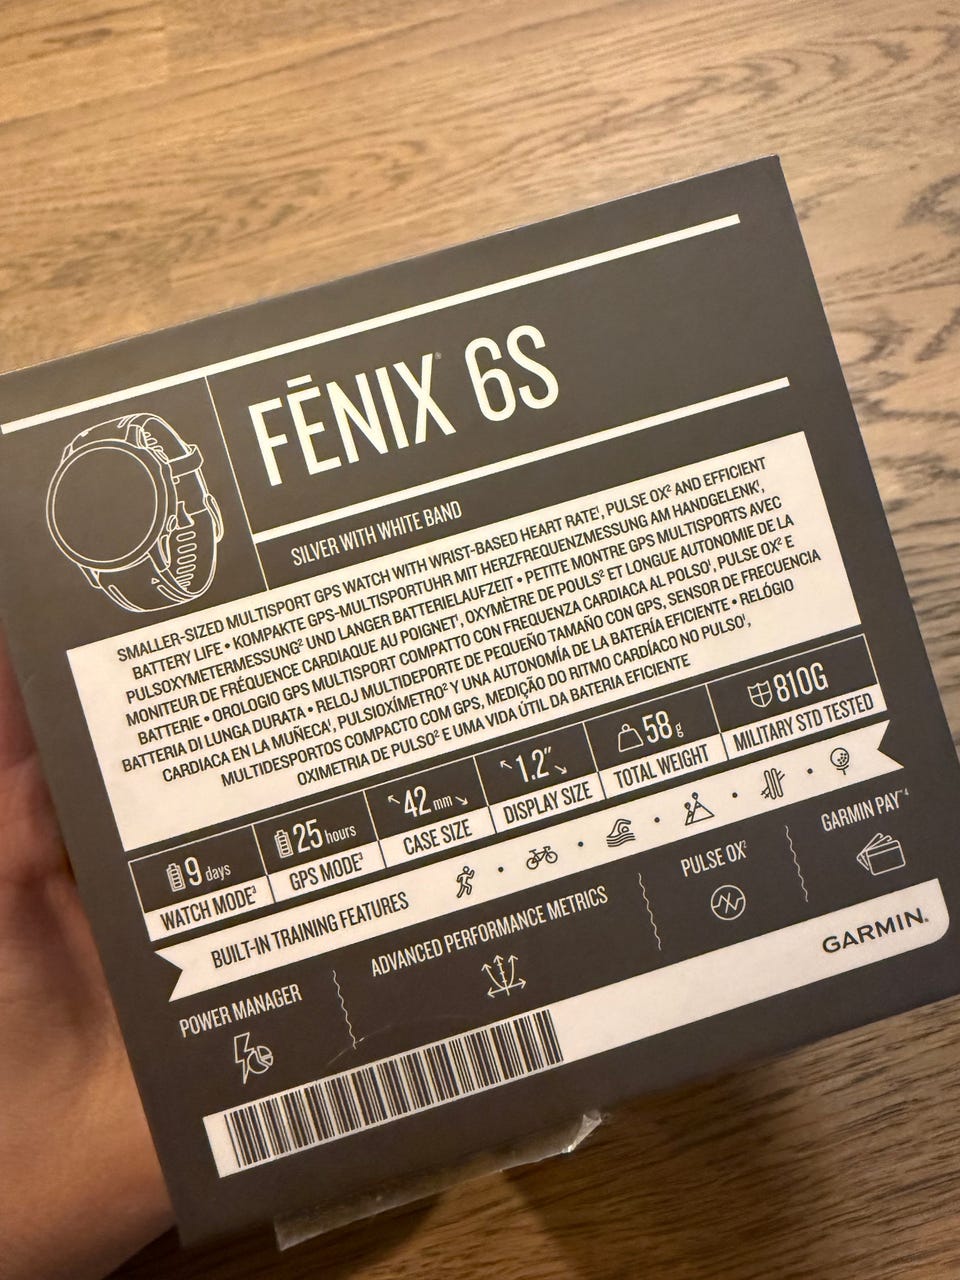 FĒNIX® 6S
SILVER WITH WHITE BAND
SMALLER-SIZED MULTISPORT GPS WATCH WITH WRIST-BASED HEART RATE¹, PULSE OX² AND EFFICIENT
BATTERY LIFE • KOMPAKTE GPS-MULTISPORTUHR MIT HERZFREQUENZMESSUNG AM HANDGELENK¹,
PULSOXYMETERMESSUNG² UND LANGER BATTERIELAUFZEIT • PETITE MONTRE GPS MULTISPORTS AVEC
MONITEUR DE FRÉQUENCE CARDIAQUE AU POIGNET¹, OXYMÈTRE DE POULS² ET LONGUE AUTONOMIE DE LA
BATTERIE • OROLOGIO GPS MULTISPORT COMPATTO CON FREQUENZA CARDIACA AL POLSO¹, PULSE OX² E
BATTERIA DI LUNGA DURATA • RELOJ MULTIDEPORTE DE PEQUEÑO TAMAÑO CON GPS, SENSOR DE FRECUENCIA
CARDIACA EN LA MUÑECA¹, PULSIOXÍMETRO² Y UNA AUTONOMÍA DE LA BATERÍA EFICIENTE • RELÓGIO
MULTIDESPORTOS COMPACTO COM GPS, MEDIÇÃO DO RITMO CARDÍACO NO PULSO¹,
OXIMETRIA DE PULSO² E UMA VIDA ÚTIL DA BATERIA EFICIENTE
9 days
WATCH MODE³
25 hours
GPS MODE³
42 mm
CASE SIZE
1.2″
DISPLAY SIZE
58 g
TOTAL WEIGHT
810G
MILITARY STD TESTED
BUILT-IN TRAINING FEATURES
POWER MANAGER
ADVANCED PERFORMANCE METRICS
PULSE OX²
GARMIN PAY™ ⁴
GARMIN®